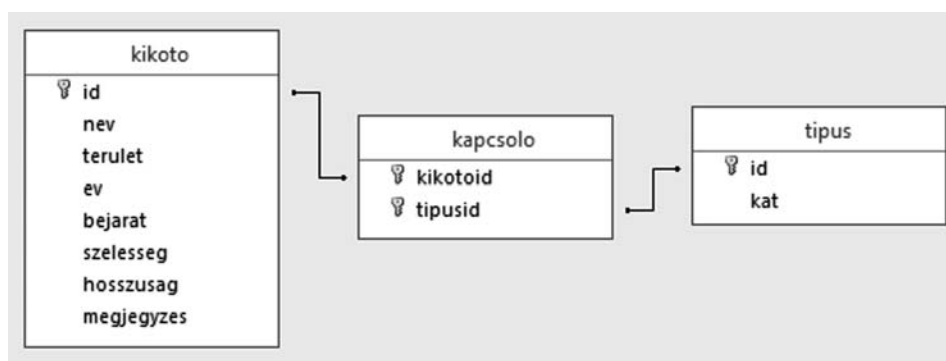 kikoto
id
nev
terulet
ev
bejarat
szelesseg
hosszusag
megjegyzes
kapcsolo
kikotoid
tipusid
tipus
id
kat